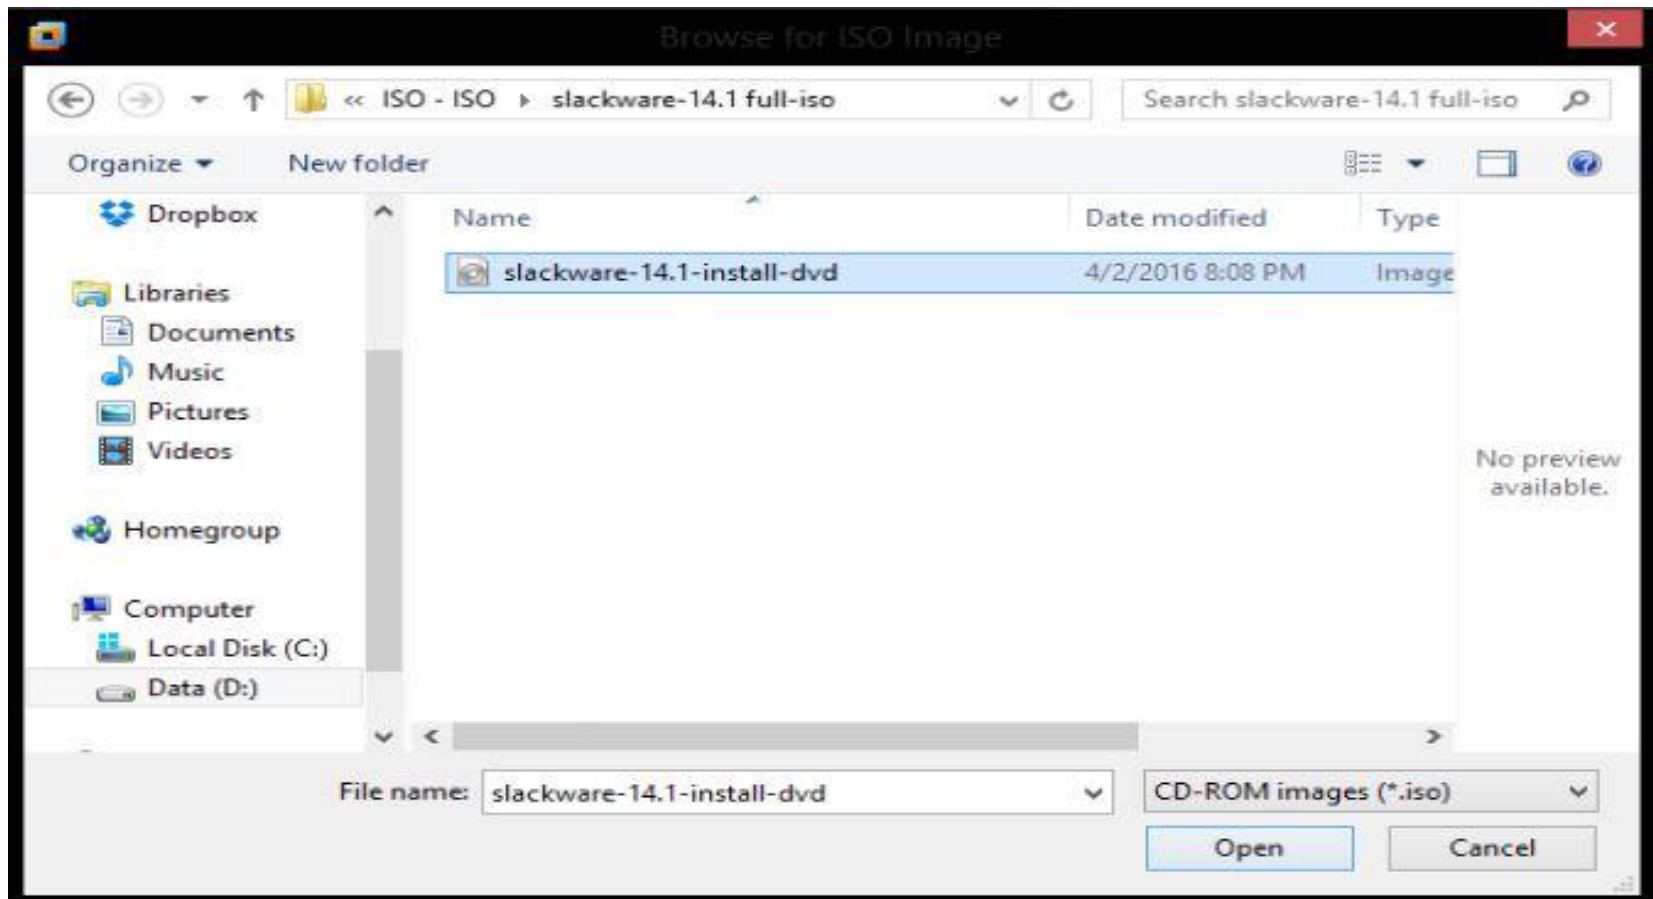 Browse for ISO Image
« ISO - ISO slackware-14.1 full-iso Search slackware-14.1 full-iso
Organize New folder
Dropbox
Libraries
Documents
Music
Pictures
Videos
Homegroup
Computer
Local Disk (C:)
Data (D:)
Name Date modified Type
slackware-14.1-install-dvd 4/2/2016 8:08 PM Image
No preview
available.
File name: slackware-14.1-install-dvd CD-ROM images (*.iso)
Open Cancel